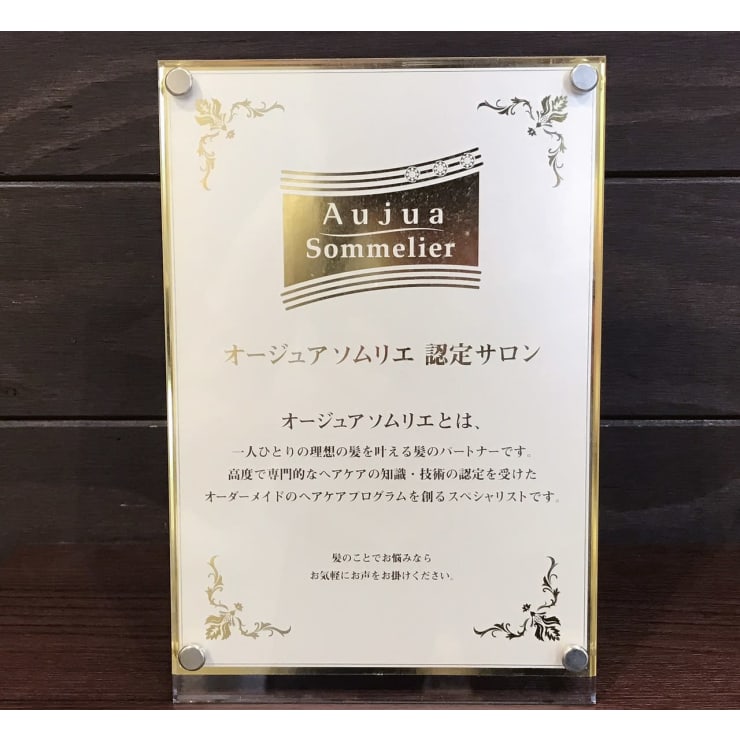 Aujua
Sommelier
オージュア ソムリエ 認定サロン
オージュア ソムリエとは、
一人ひとりの理想の髪を叶える髪のパートナーです。
高度で専門的なヘアケアの知識・技術の認定を受けた
オーダーメイドのヘアケアプログラムを創るスペシャリストです。
髪のことでお悩みなら
お気軽にお声をお掛けください。